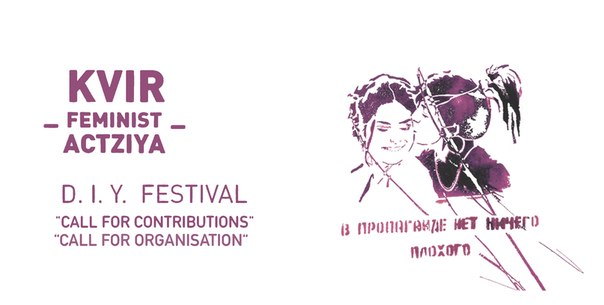 KVIR
– FEMINIST –
ACTZIYA
D. I. Y. FESTIVAL
"CALL FOR CONTRIBUTIONS"
"CALL FOR ORGANISATION"
В ПРОПАГАНДЕ НЕТ НИЧЕГО
ПЛОХОГО